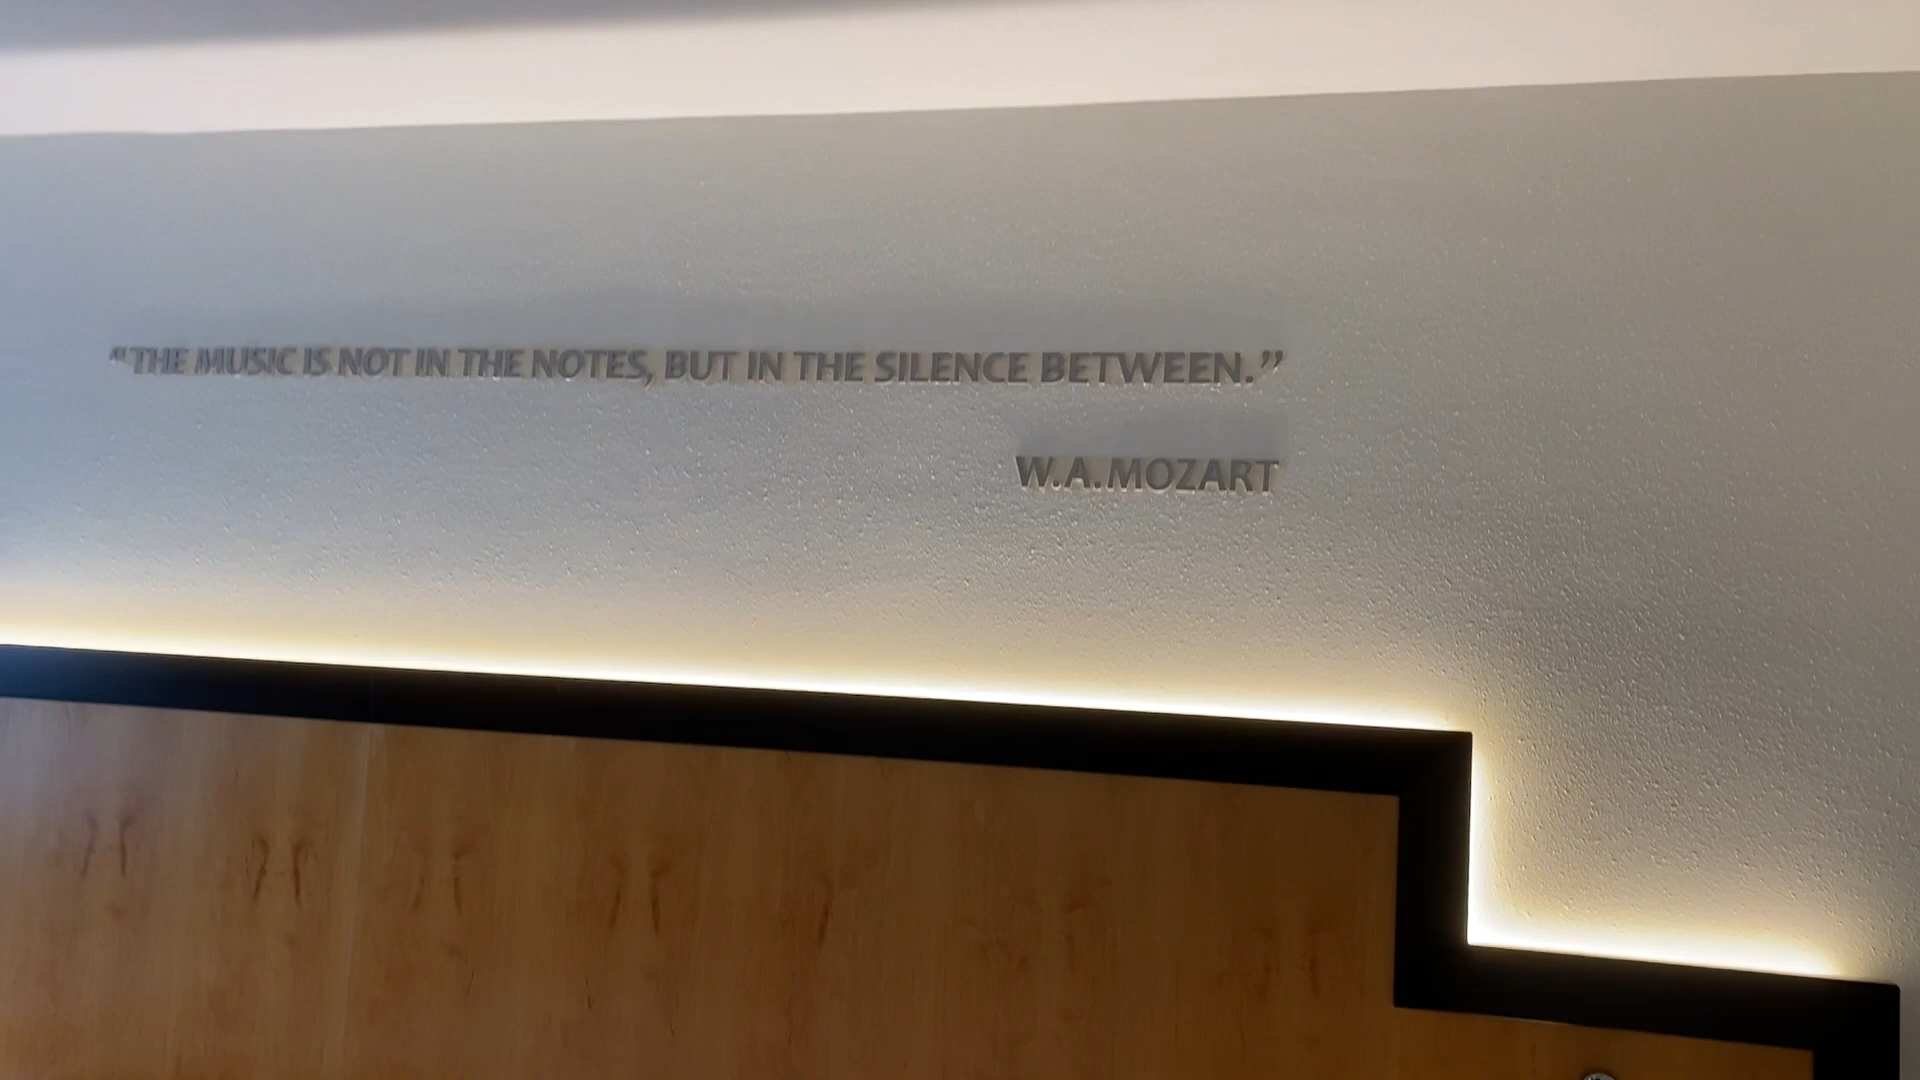 “THE MUSIC IS NOT IN THE NOTES, BUT IN THE SILENCE BETWEEN.”
W.A.MOZART